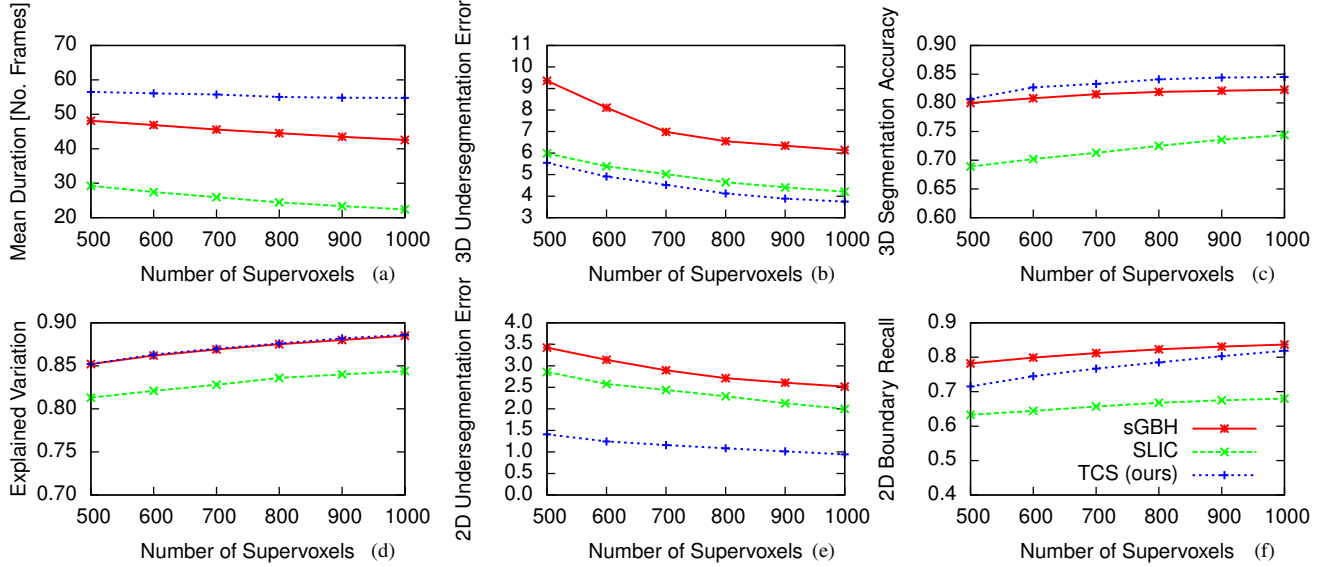 Mean Duration [No. Frames]
70
60
50
40
30
20
500 600 700 800 900 1000
Number of Supervoxels (a)
3D Undersegmentation Error
11
10
9
8
7
6
5
4
3
500 600 700 800 900 1000
Number of Supervoxels (b)
3D Segmentation Accuracy
0.90
0.85
0.80
0.75
0.70
0.65
0.60
500 600 700 800 900 1000
Number of Supervoxels (c)
Explained Variation
0.90
0.85
0.80
0.75
0.70
500 600 700 800 900 1000
Number of Supervoxels (d)
2D Undersegmentation Error
4.0
3.5
3.0
2.5
2.0
1.5
1.0
0.5
0.0
500 600 700 800 900 1000
Number of Supervoxels (e)
2D Boundary Recall
0.9
0.8
0.7
0.6
0.5
0.4
sGBH
SLIC
TCS (ours)
500 600 700 800 900 1000
Number of Supervoxels (f)